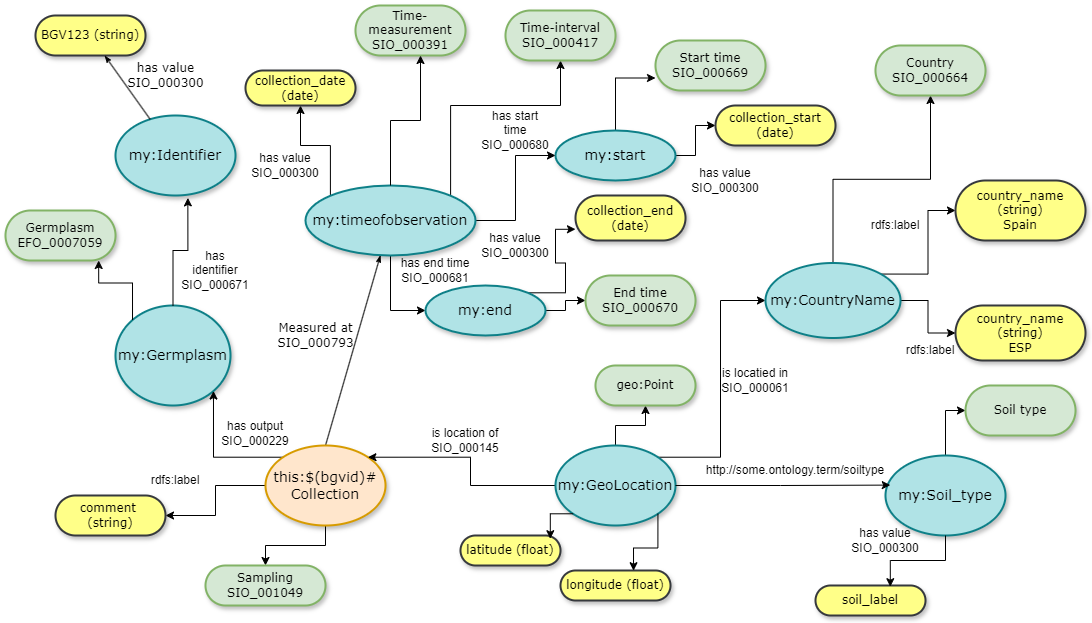 BGV123 (string)
has value
SIO_000300
my:Identifier
Germplasm
EFO_0007059
has
identifier
SIO_000671
my:Germplasm
has output
SIO_000229
Time-
measurement
SIO_000391
Time-interval
SIO_000417
collection_date
(date)
has value
SIO_000300
my:timeofobservation
has start
time
SIO_000680
Start time
SIO_000669
my:start
collection_start
(date)
has value
SIO_000300
collection_end
(date)
has value
SIO_000300
has end time
SIO_000681
my:end
End time
SIO_000670
Measured at
SIO_000793
Country
SIO_000664
country_name
(string)
Spain
rdfs:label
my:CountryName
country_name
(string)
ESP
rdfs:label
is locatied in
SIO_000061
geo:Point
is location of
SIO_000145
my:GeoLocation
http://some.ontology.term/soiltype
Soil type
my:Soil_type
has value
SIO_000300
soil_label
latitude (float)
longitude (float)
this:$(bgvid)#
Collection
rdfs:label
comment
(string)
Sampling
SIO_001049